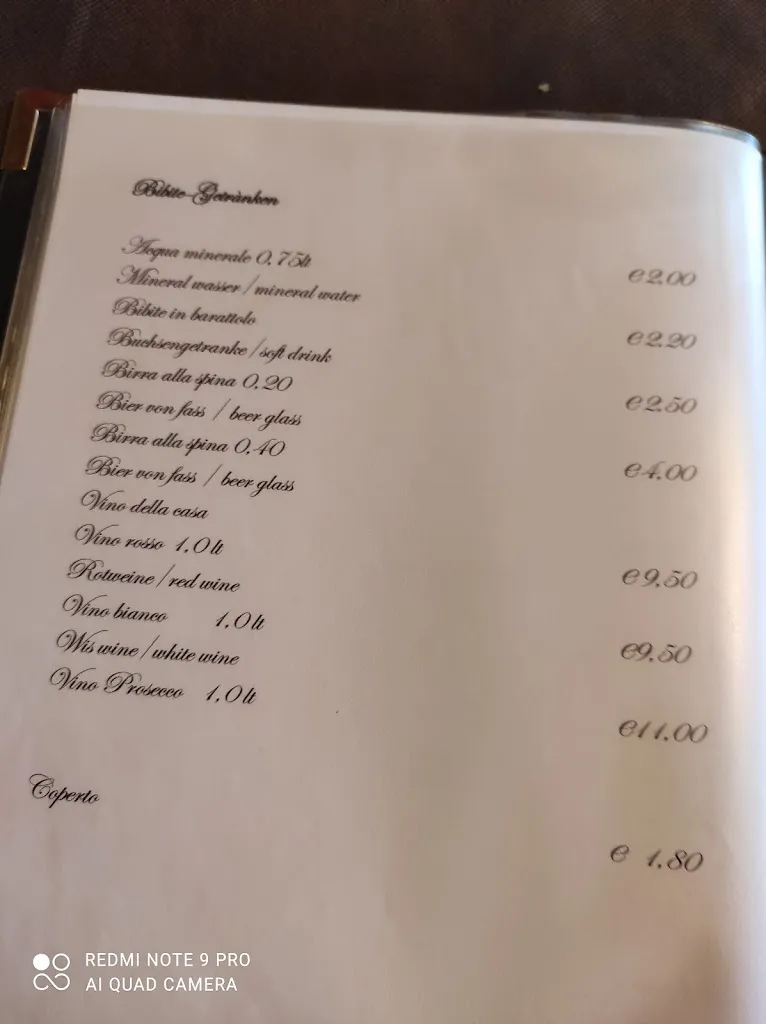 Bibite-Getränken
Acqua minerale 0,75lt
Mineral wasser / mineral water €2,00
Bibite in barattolo
Buchsengetranke / soft drink €2,20
Birra alla spina 0,20
Bier von fass / beer glass €2,50
Birra alla spina 0,40
Bier von fass / beer glass €4,00
Vino della casa
Vino rosso 1,0 lt
Rotweine / red wine €9,50
Vino bianco 1,0 lt
Wis wine / white wine €9,50
Vino Prosecco 1,0 lt €11,00
Coperto € 1,80
REDMI NOTE 9 PRO
AI QUAD CAMERA